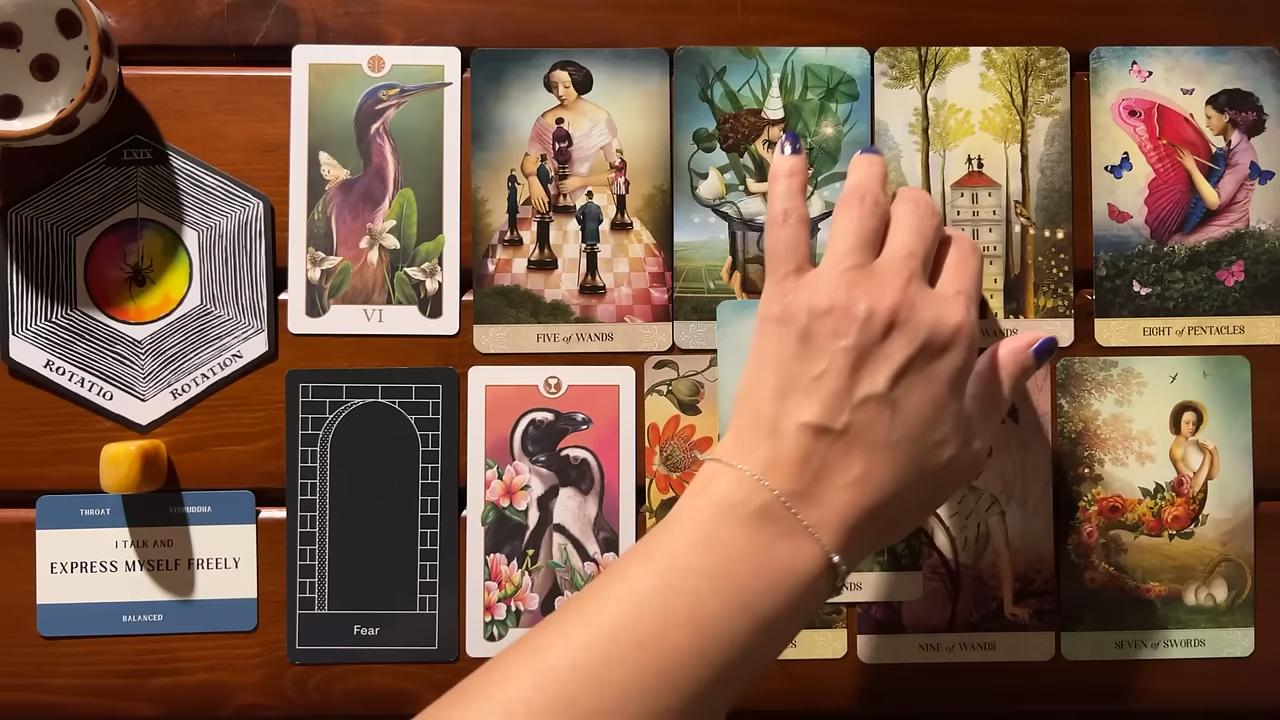 LXIX
ROTATIO
ROTATION
THROAT VISHUDDHA
I TALK AND
EXPRESS MYSELF FREELY
BALANCED
VI
Fear
FIVE of WANDS
WANDS
EIGHT of PENTACLES
NINE of WANDS
SEVEN of SWORDS